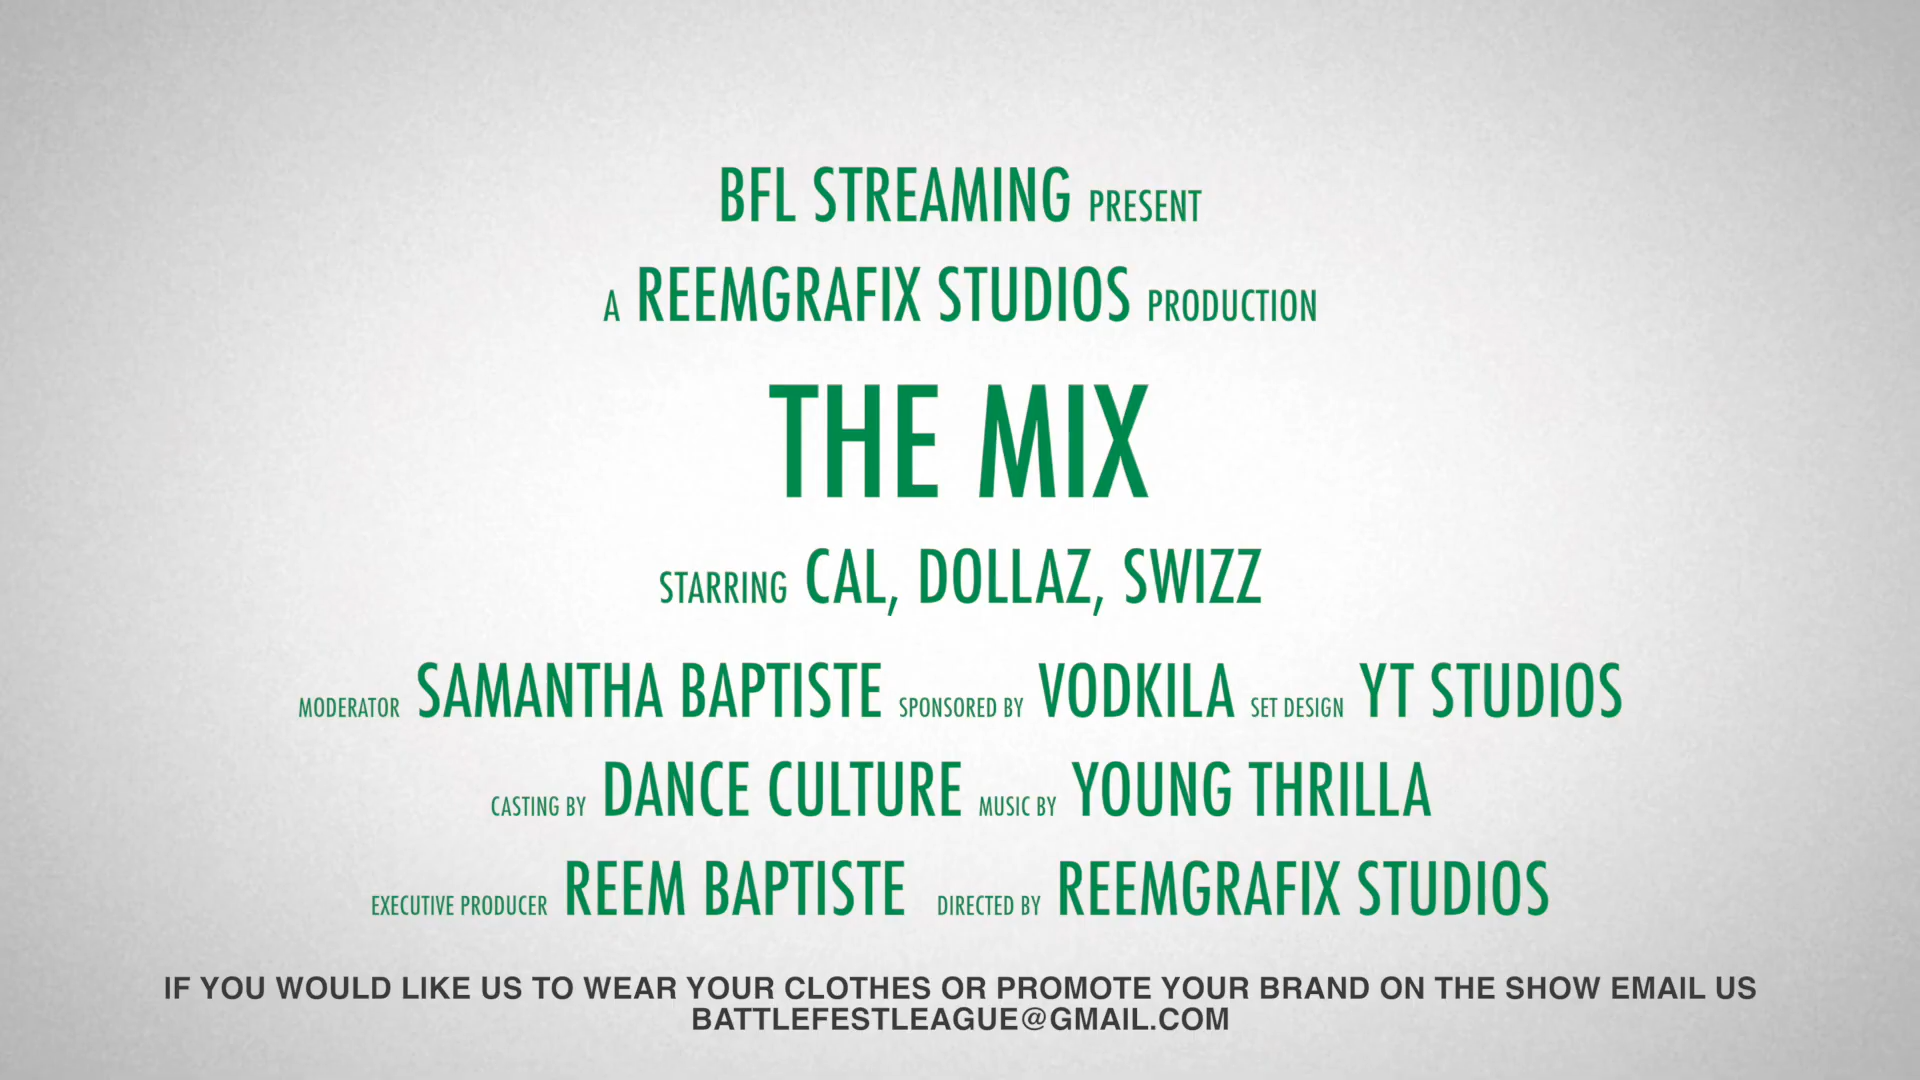 BFL STREAMING PRESENT
A REEMGRAFIX STUDIOS PRODUCTION
THE MIX
STARRING CAL, DOLLAZ, SWIZZ
MODERATOR SAMANTHA BAPTISTE SPONSORED BY VODKILA SET DESIGN YT STUDIOS
CASTING BY DANCE CULTURE MUSIC BY YOUNG THRILLA
EXECUTIVE PRODUCER REEM BAPTISTE DIRECTED BY REEMGRAFIX STUDIOS
IF YOU WOULD LIKE US TO WEAR YOUR CLOTHES OR PROMOTE YOUR BRAND ON THE SHOW EMAIL US
BATTLEFESTLEAGUE@GMAIL.COM